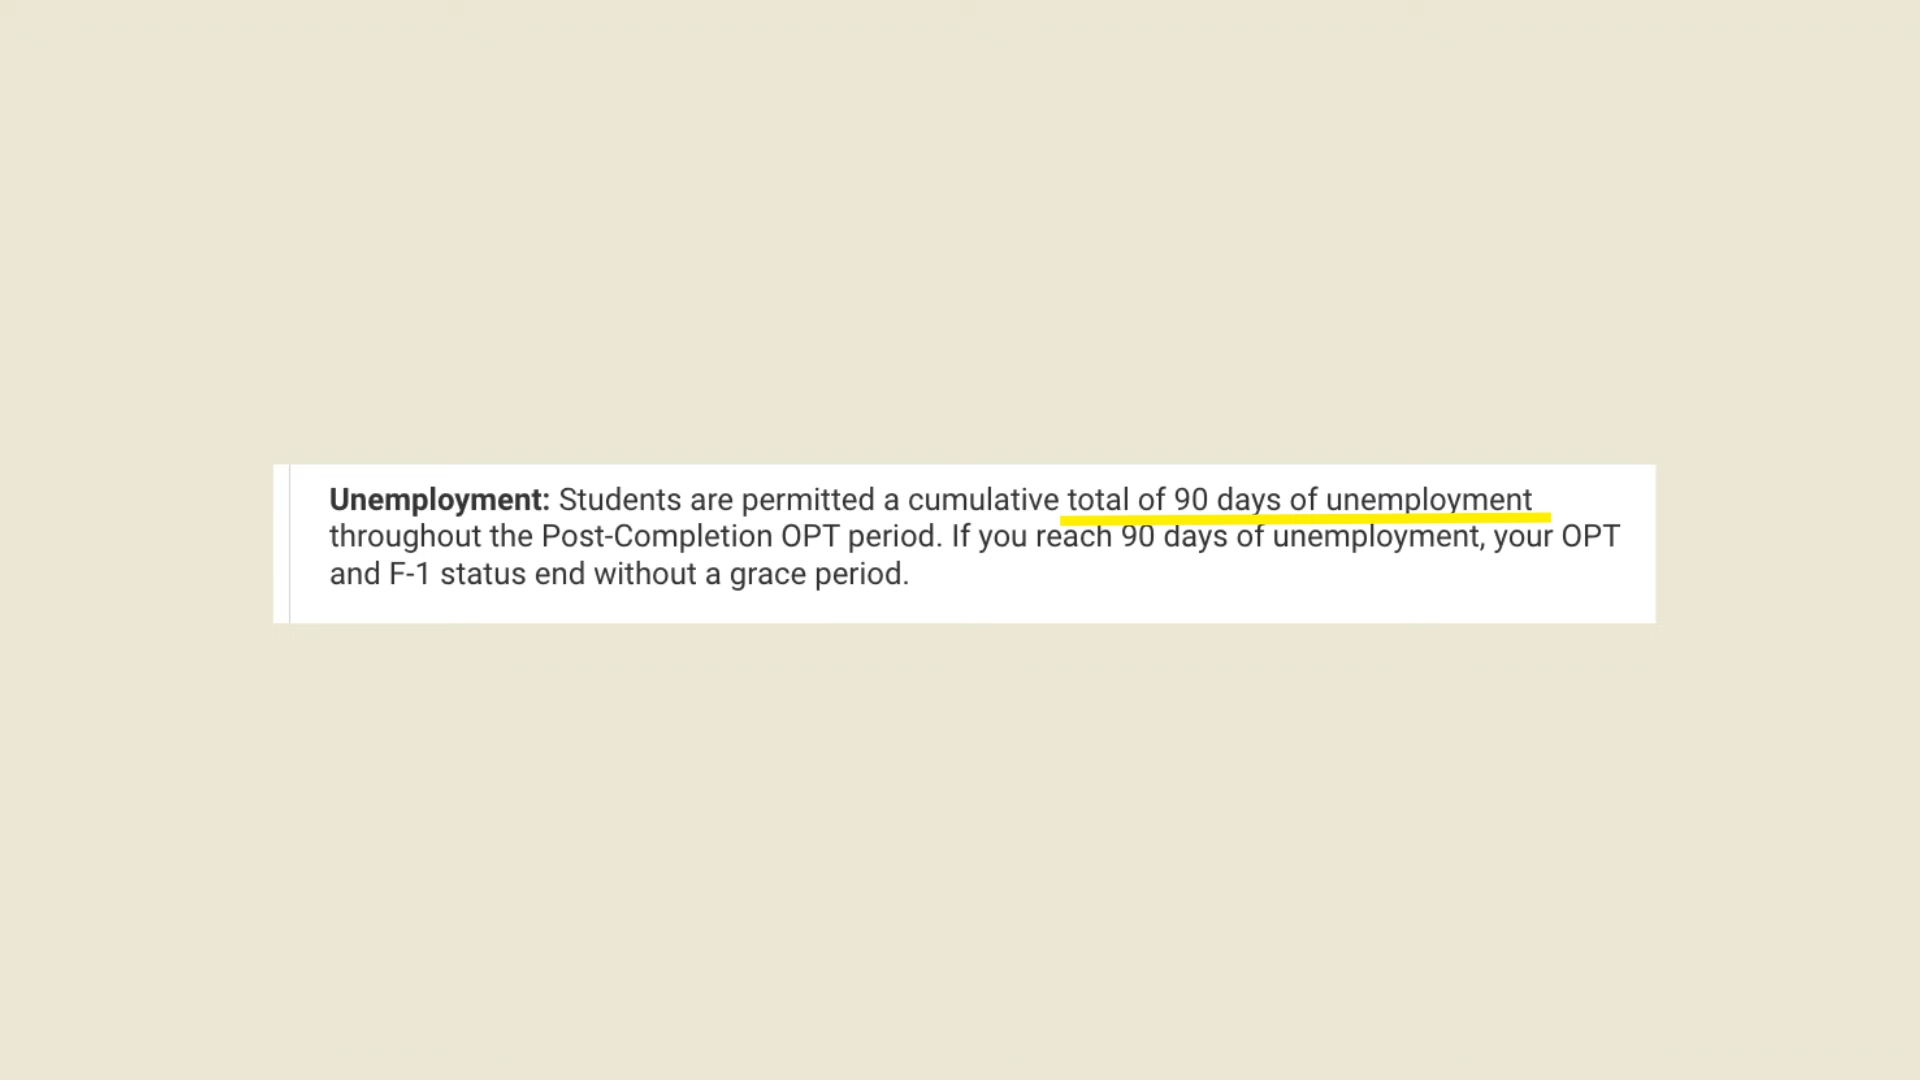 Unemployment: Students are permitted a cumulative total of 90 days of unemployment
throughout the Post-Completion OPT period. If you reach 90 days of unemployment, your OPT
and F-1 status end without a grace period.